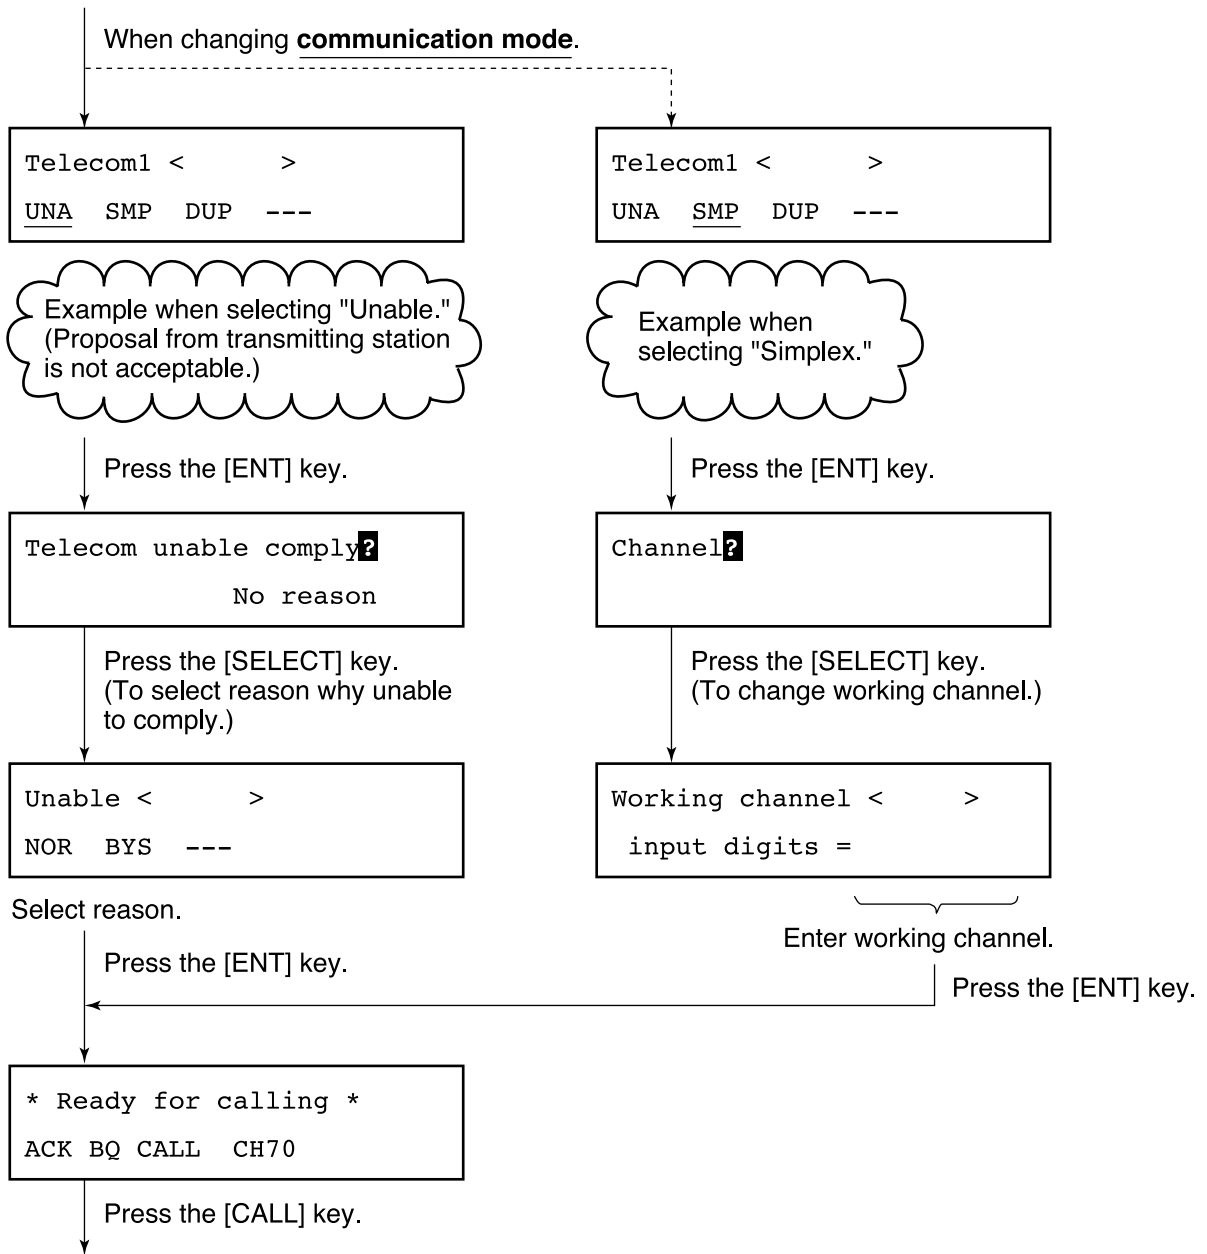 When changing communication mode.
Telecom1 <      >
UNA  SMP  DUP  ---
Example when selecting "Unable."
(Proposal from transmitting station
is not acceptable.)
Press the [ENT] key.
Telecom unable comply?
No reason
Press the [SELECT] key.
(To select reason why unable
to comply.)
Unable <      >
NOR  BYS  ---
Select reason.
Press the [ENT] key.
Telecom1 <      >
UNA  SMP  DUP  ---
Example when
selecting "Simplex."
Press the [ENT] key.
Channel?
Press the [SELECT] key.
(To change working channel.)
Working channel <     >
input digits =
Enter working channel.
Press the [ENT] key.
* Ready for calling *
ACK BQ CALL  CH70
Press the [CALL] key.